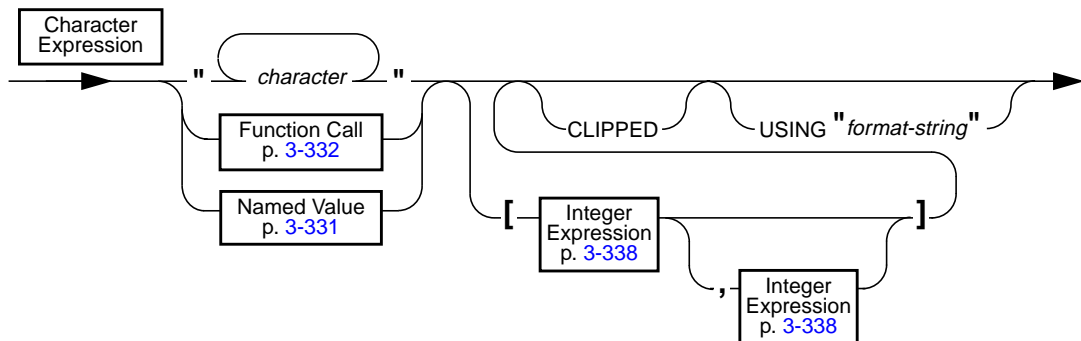 Character
Expression
" character "
CLIPPED
USING "format-string"
Function Call
p. 3-332
Named Value
p. 3-331
[
Integer
Expression
p. 3-338
]
,
Integer
Expression
p. 3-338